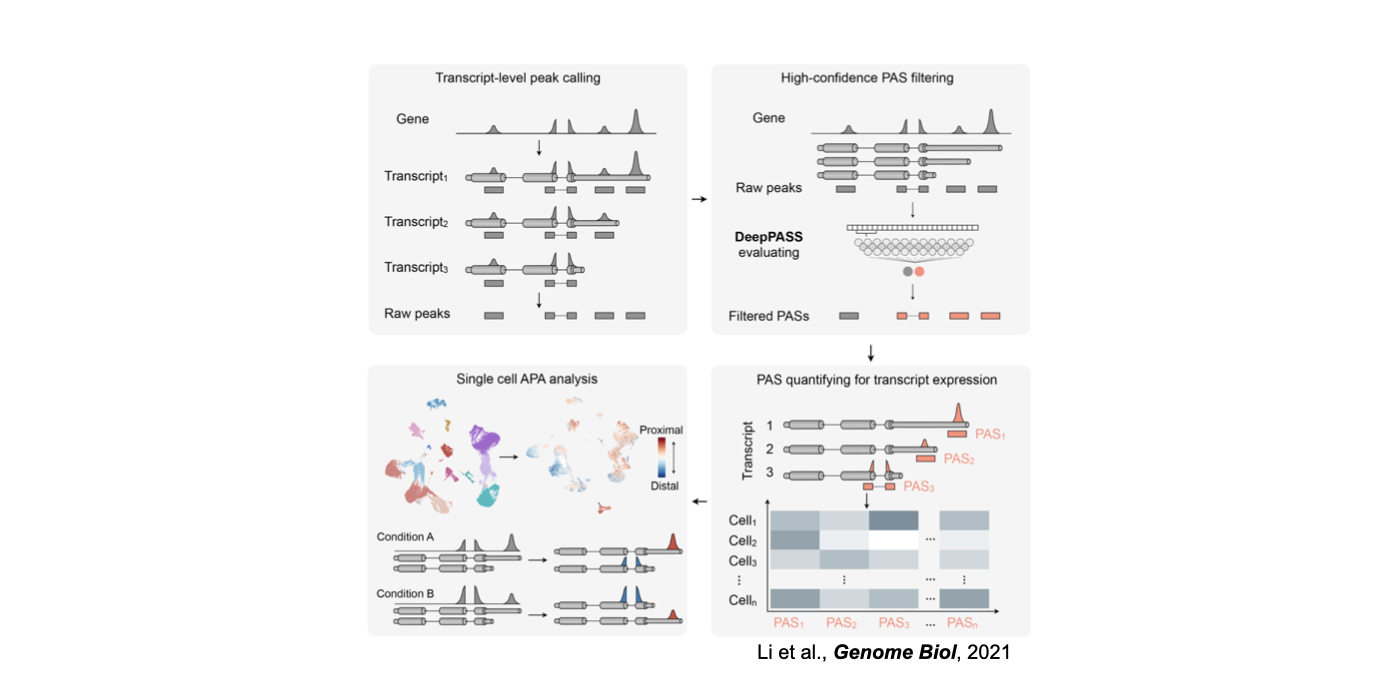 Transcript-level peak calling
Gene
Transcript₁
Transcript₂
Transcript₃
Raw peaks
High-confidence PAS filtering
Gene
Raw peaks
DeepPASS
evaluating
Filtered PASs
PAS quantifying for transcript expression
Transcript
1
2
3
PAS₁
PAS₂
PAS₃
Cell₁
Cell₂
Cell₃
⋮ ⋮ ... ⋮
Cellₙ
...
...
PAS₁ PAS₂ PAS₃ ... PASₙ
Single cell APA analysis
Proximal
Distal
Condition A
Condition B
Li et al., Genome Biol, 2021